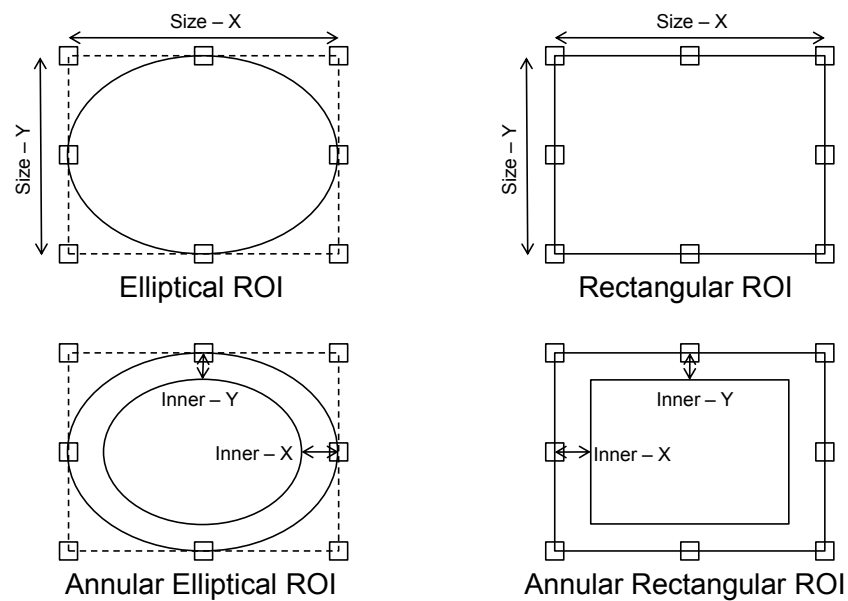 Size – X
Size – X
Size – Y
Size – Y
Elliptical ROI
Rectangular ROI
Inner – Y
Inner – Y
Inner – X
Inner – X
Annular Elliptical ROI
Annular Rectangular ROI